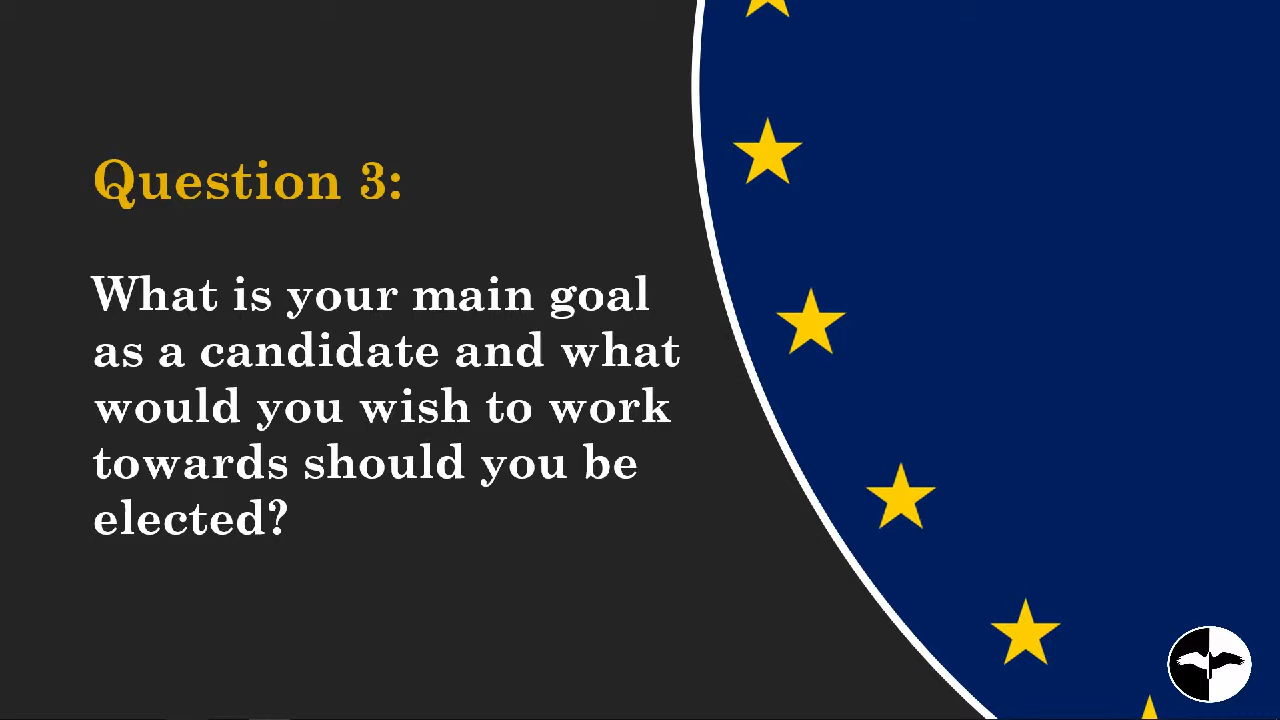 Question 3:
What is your main goal
as a candidate and what
would you wish to work
towards should you be
elected?